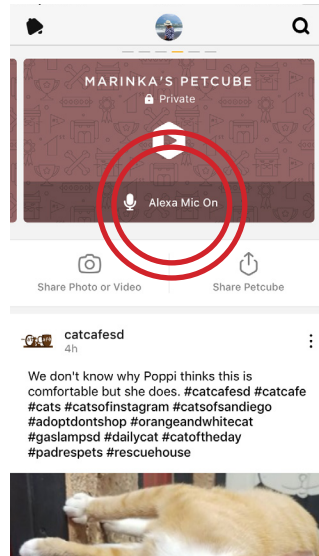 MARINKA'S PETCUBE
Private
Alexa Mic On
Share Photo or Video
Share Petcube
catcafesd
4h
We don't know why Poppi thinks this is
comfortable but she does. #catcafesd #catcafe
#cats #catsofinstagram #catsofsandiego
#adoptdontshop #orangeandwhitecat
#gaslampsd #dailycat #catoftheday
#padrespets #rescuehouse